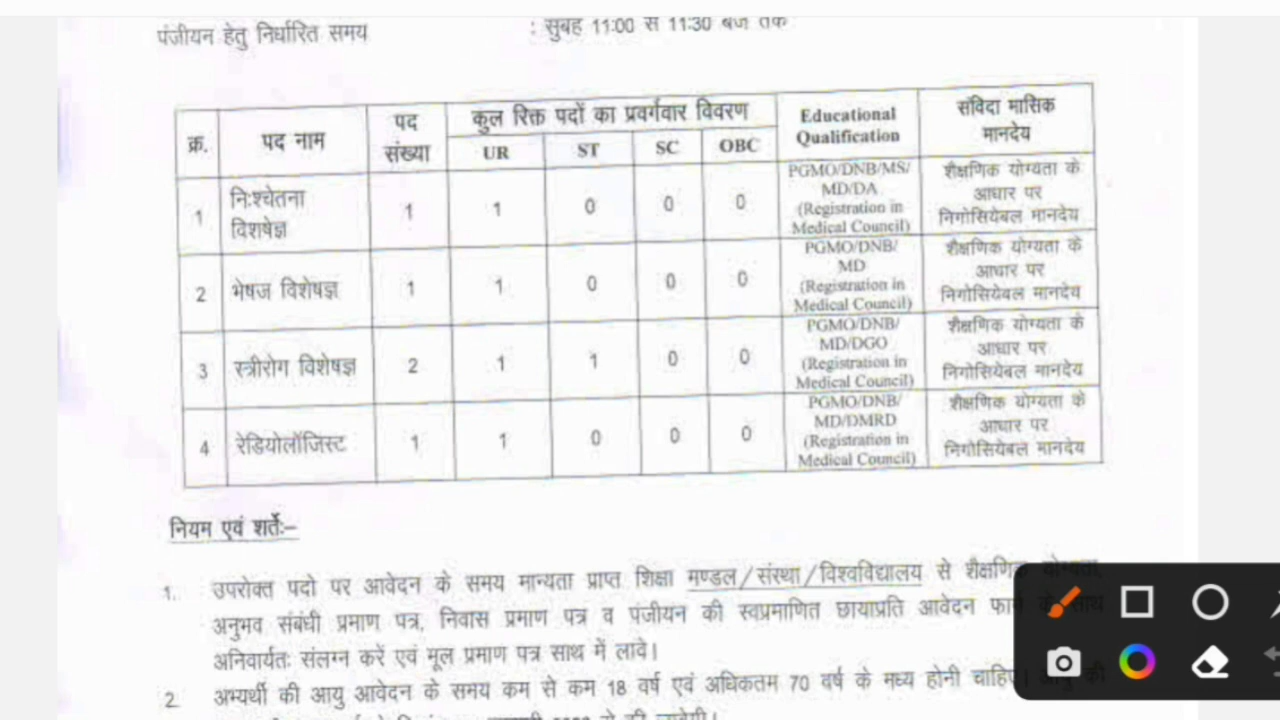 पंजीयन हेतु निर्धारित समय : सुबह 11:00 से 11:30 बजे तक
क्र. पद नाम पद संख्या कुल रिक्त पदों का प्रवर्गवार विवरण Educational Qualification संविदा मासिक मानदेय
UR ST SC OBC
1 निःश्चेतना विशषेज्ञ 1 1 0 0 0 PGMO/DNB/MS/ MD/DA (Registration in Medical Council) शैक्षणिक योग्यता के आधार पर निगोसियेबल मानदेय
2 भेषज विशेषज्ञ 1 1 0 0 0 PGMO/DNB/ MD (Registration in Medical Council) शैक्षणिक योग्यता के आधार पर निगोसियेबल मानदेय
3 स्त्रीरोग विशेषज्ञ 2 1 1 0 0 PGMO/DNB/ MD/DGO (Registration in Medical Council) शैक्षणिक योग्यता के आधार पर निगोसियेबल मानदेय
4 रेडियोलॉजिस्ट 1 1 0 0 0 PGMO/DNB/ MD/DMRD (Registration in Medical Council) शैक्षणिक योग्यता के आधार पर निगोसियेबल मानदेय
नियम एवं शर्तेः–
1. उपरोक्त पदो पर आवेदन के समय मान्यता प्राप्त शिक्षा मण्डल/संस्था/विश्वविद्यालय से शैक्षणिक योग्यता,
अनुभव संबंधी प्रमाण पत्र, निवास प्रमाण पत्र व पंजीयन की स्वप्रमाणित छायाप्रति आवेदन फार्म के साथ
अनिवार्यतः संलग्न करें एवं मूल प्रमाण पत्र साथ में लावे।
2. अभ्यर्थी की आयु आवेदन के समय कम से कम 18 वर्ष एवं अधिकतम 70 वर्ष के मध्य होनी चाहिए। आयु की